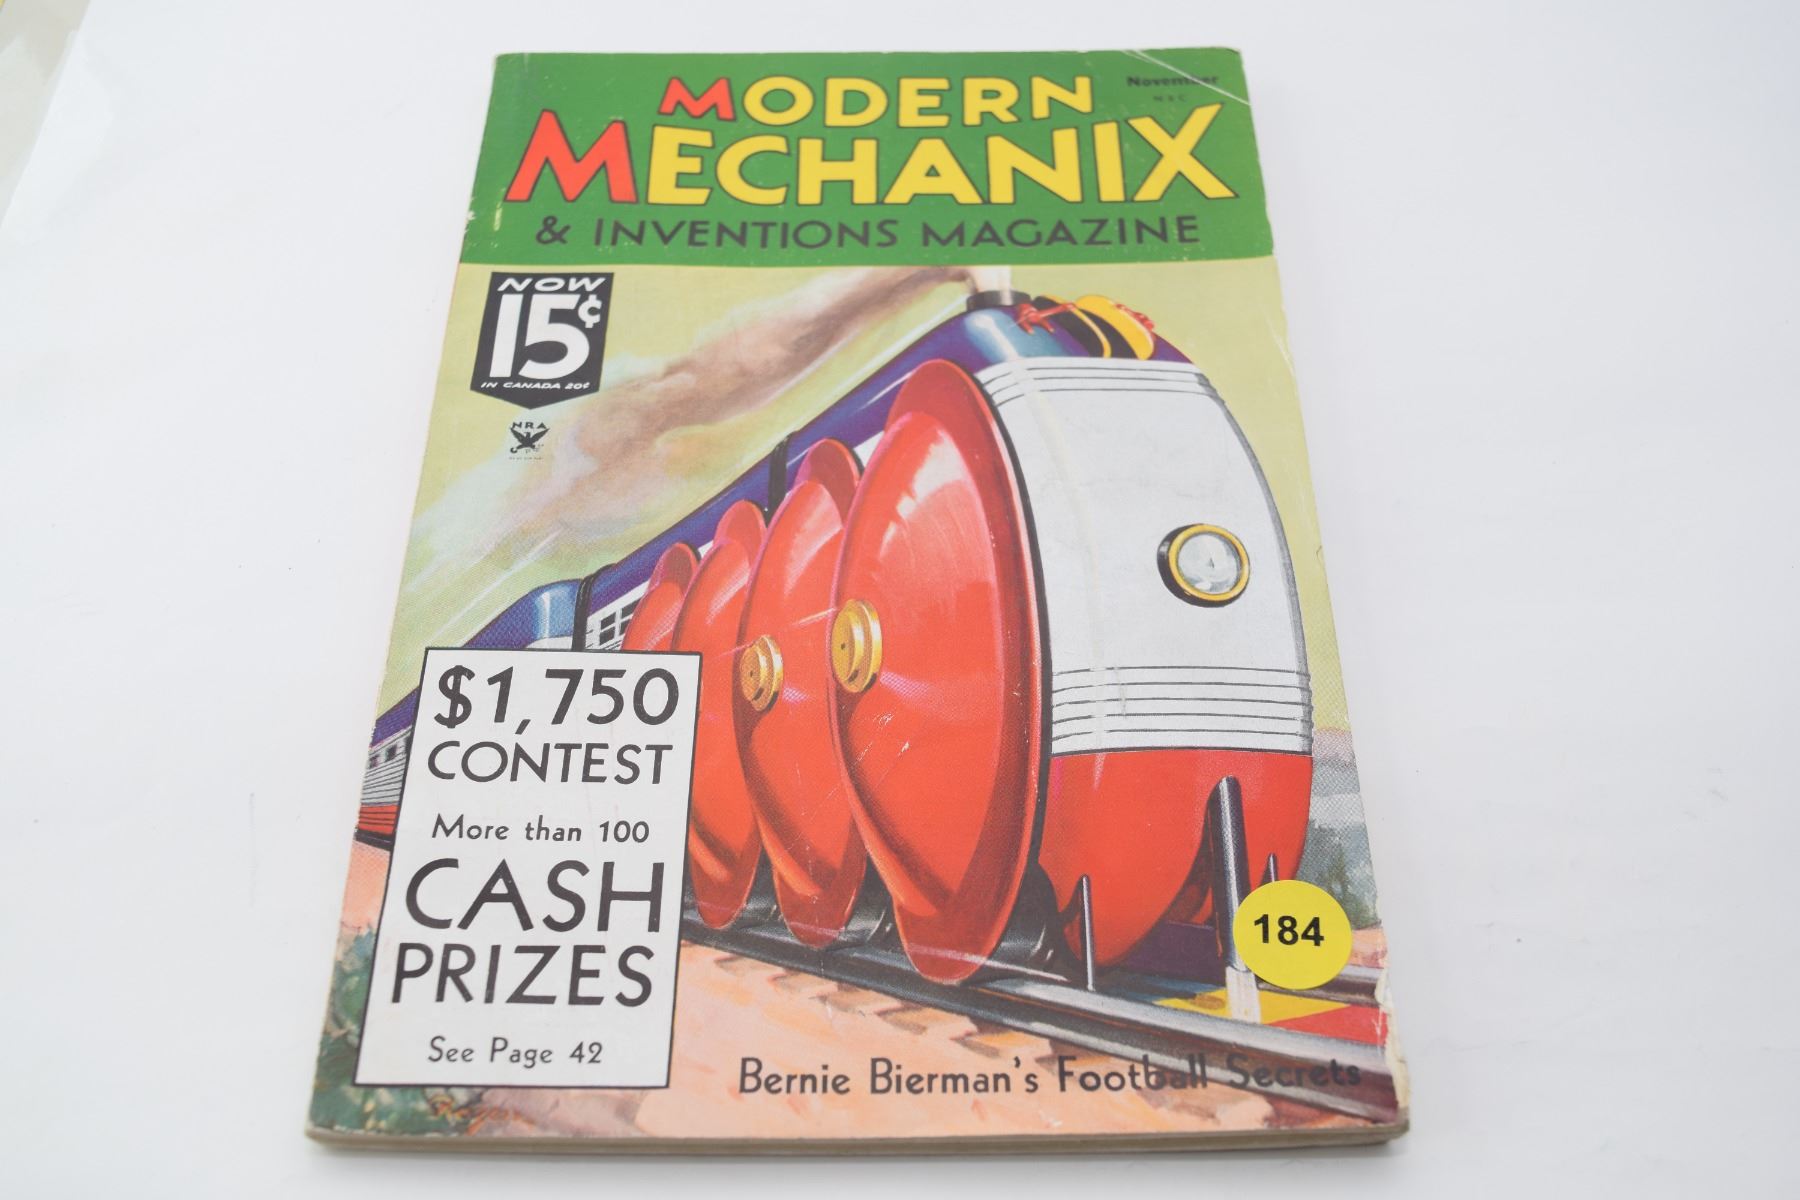 MODERN
MECHANIX
& INVENTIONS MAGAZINE
November
NOW
15¢
IN CANADA 20¢
NRA
$1,750
CONTEST
More than 100
CASH
PRIZES
See Page 42
184
Bernie Bierman's Football Secrets